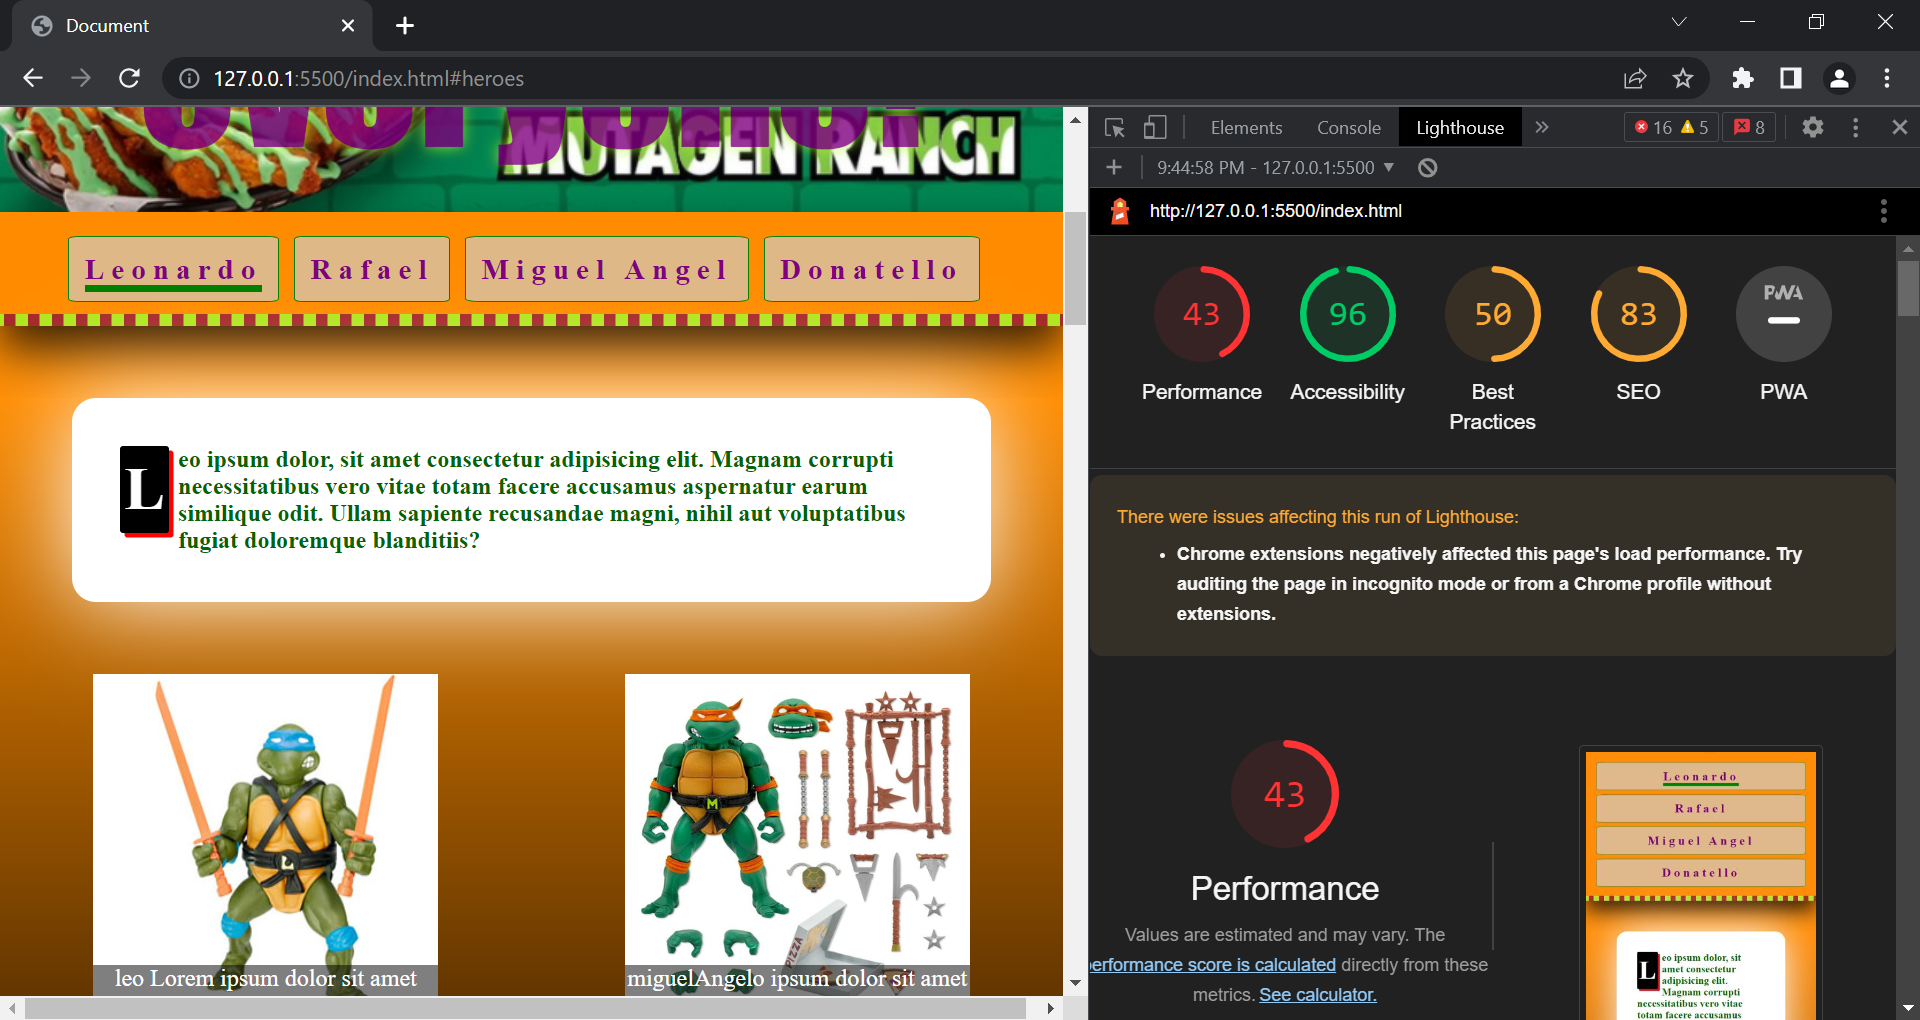 Document
127.0.0.1:5500/index.html#heroes
MUTAGEN RANCH
Leonardo
Rafael
Miguel Angel
Donatello
Leo ipsum dolor, sit amet consectetur adipisicing elit. Magnam corrupti
necessitatibus vero vitae totam facere accusamus aspernatur earum
similique odit. Ullam sapiente recusandae magni, nihil aut voluptatibus
fugiat doloremque blanditiis?
L
M
PIZZA
leo Lorem ipsum dolor sit amet
miguelAngelo ipsum dolor sit amet
Elements
Console
Lighthouse
16
5
8
9:44:58 PM - 127.0.0.1:5500
http://127.0.0.1:5500/index.html
43
Performance
96
Accessibility
50
Best
Practices
83
SEO
PWA
PWA
There were issues affecting this run of Lighthouse:
• Chrome extensions negatively affected this page's load performance. Try
auditing the page in incognito mode or from a Chrome profile without
extensions.
43
Performance
Values are estimated and may vary. The
erformance score is calculated directly from these
metrics. See calculator.
Leonardo
Rafael
Miguel Angel
Donatello
Leo ipsum dolor, sit
amet consectetur
adipisicing elit.
Magnam corrupti
necessitatibus vero vitae
totam facere accusamus